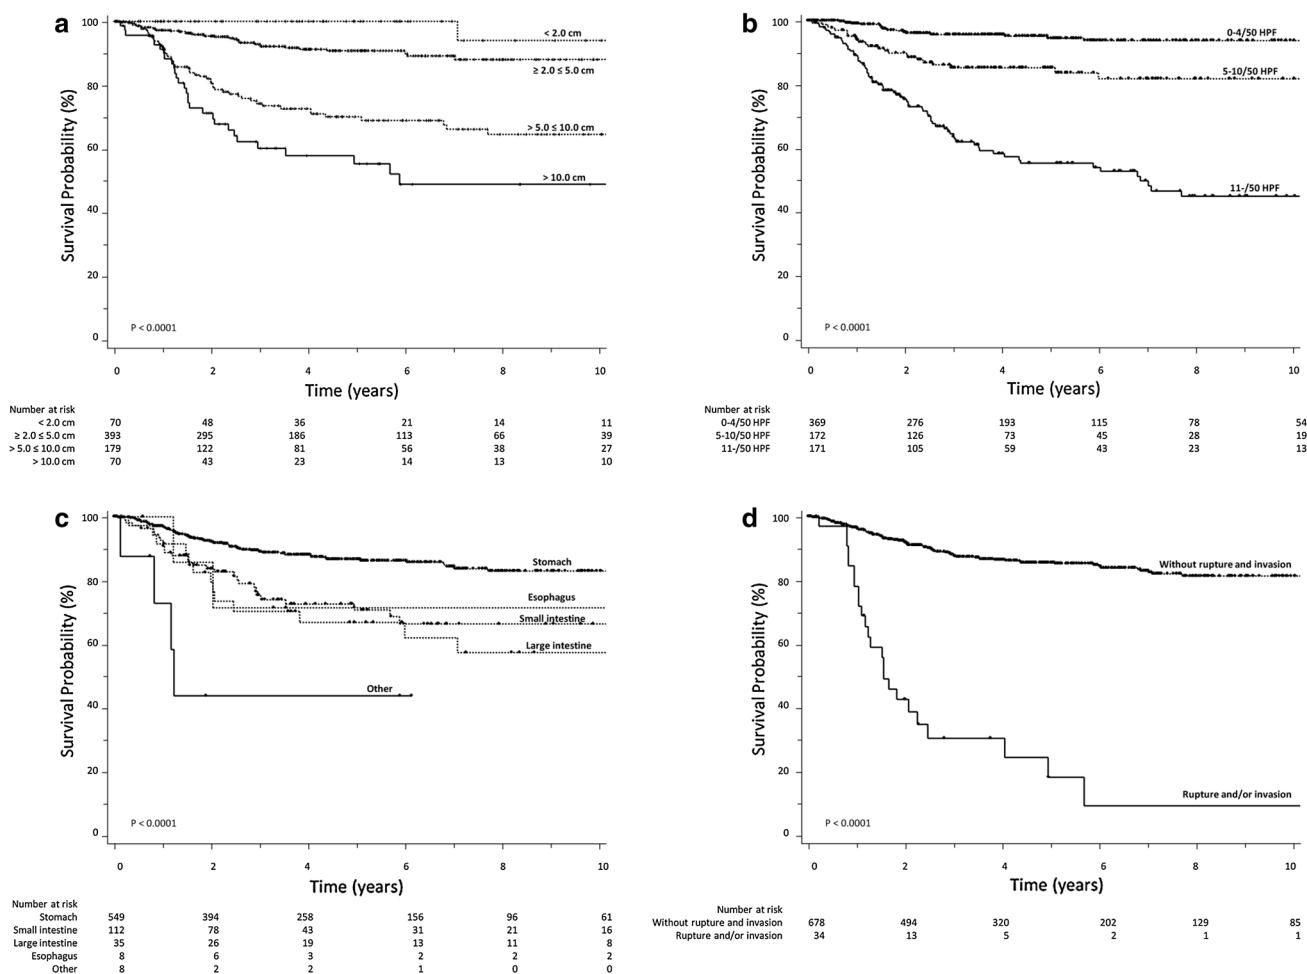 a
100
80
60
40
20
0
Survival Probability (%)
< 2.0 cm
≥ 2.0 ≤ 5.0 cm
> 5.0 ≤ 10.0 cm
> 10.0 cm
P < 0.0001
0 2 4 6 8 10
Time (years)
Number at risk
< 2.0 cm 70 48 36 21 14 11
≥ 2.0 ≤ 5.0 cm 393 295 186 113 66 39
> 5.0 ≤ 10.0 cm 179 122 81 56 38 27
> 10.0 cm 70 43 23 14 13 10
b
100
80
60
40
20
0
Survival Probability (%)
0-4/50 HPF
5-10/50 HPF
11-/50 HPF
P < 0.0001
0 2 4 6 8 10
Time (years)
Number at risk
0-4/50 HPF 369 276 193 115 78 54
5-10/50 HPF 172 126 73 45 28 19
11-/50 HPF 171 105 59 43 23 13
c
100
80
60
40
20
0
Survival Probability (%)
Stomach
Esophagus
Small intestine
Large intestine
Other
P < 0.0001
0 2 4 6 8 10
Time (years)
Number at risk
Stomach 549 394 258 156 96 61
Small intestine 112 78 43 31 21 16
Large intestine 35 26 19 13 11 8
Esophagus 8 6 3 2 2 2
Other 8 2 2 1 0 0
d
100
80
60
40
20
0
Survival Probability (%)
Without rupture and invasion
Rupture and/or invasion
P < 0.0001
0 2 4 6 8 10
Time (years)
Number at risk
Without rupture and invasion 678 494 320 202 129 85
Rupture and/or invasion 34 13 5 2 1 1